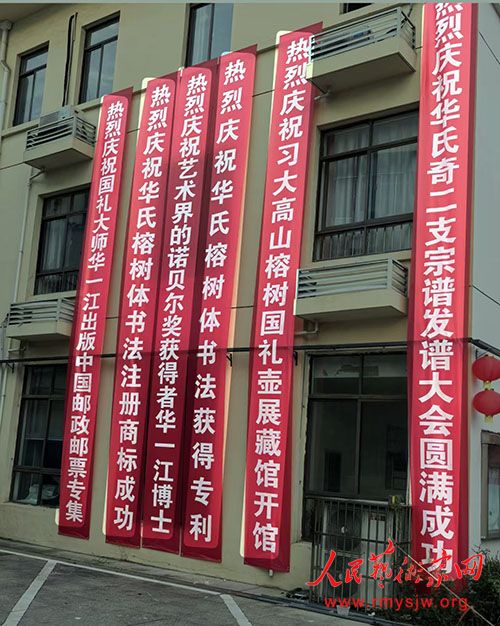 热烈庆祝国礼大师华一江出版中国邮政邮票专集
热烈庆祝华氏榕树体书法注册商标成功
热烈庆祝艺术界的诺贝尔奖获得者华一江博士
热烈庆祝华氏榕树体书法获得专利
热烈庆祝习大高山榕树国礼壶展藏馆开馆
热烈庆祝华氏奇二支宗谱发谱大会圆满成功
人民艺术家网
www.rmysjw.org